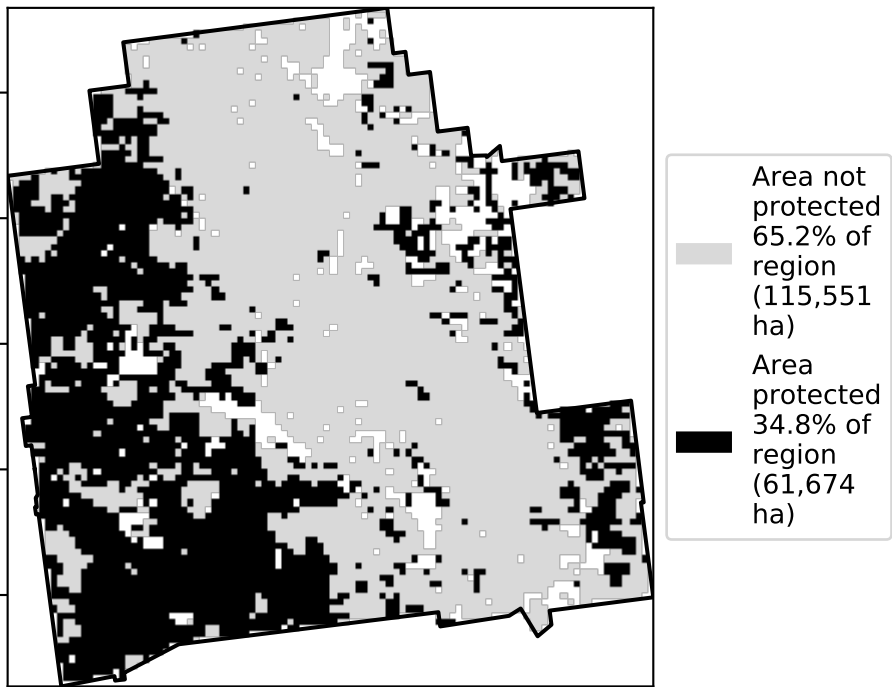 Area not
protected
65.2% of
region
(115,551
ha)
Area
protected
34.8% of
region
(61,674
ha)